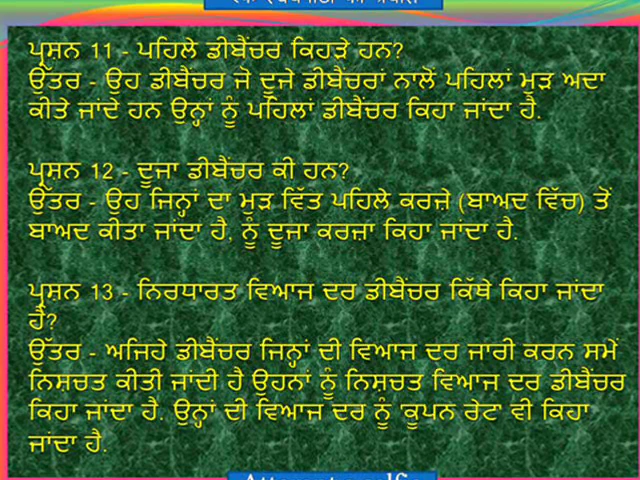 ਪ੍ਰਸ਼ਨ 11 - ਪਹਿਲੇ ਡੀਬੈਂਚਰ ਕਿਹੜੇ ਹਨ?
ਉੱਤਰ - ਉਹ ਡੀਬੈਂਚਰ ਜੋ ਦੂਜੇ ਡੀਬੈਂਚਰਾਂ ਨਾਲੋਂ ਪਹਿਲਾਂ ਮੁੜ ਅਦਾ
ਕੀਤੇ ਜਾਂਦੇ ਹਨ ਉਨ੍ਹਾਂ ਨੂੰ ਪਹਿਲਾਂ ਡੀਬੈਂਚਰ ਕਿਹਾ ਜਾਂਦਾ ਹੈ.
ਪ੍ਰਸ਼ਨ 12 - ਦੂਜਾ ਡੀਬੈਂਚਰ ਕੀ ਹਨ?
ਉੱਤਰ - ਉਹ ਜਿਨ੍ਹਾਂ ਦਾ ਮੁੜ ਵਿੱਤ ਪਹਿਲੇ ਕਰਜ਼ੇ (ਬਾਅਦ ਵਿੱਚ) ਤੋਂ
ਬਾਅਦ ਕੀਤਾ ਜਾਂਦਾ ਹੈ, ਨੂੰ ਦੂਜਾ ਕਰਜ਼ਾ ਕਿਹਾ ਜਾਂਦਾ ਹੈ.
ਪ੍ਰਸ਼ਨ 13 - ਨਿਰਧਾਰਤ ਵਿਆਜ ਦਰ ਡੀਬੈਂਚਰ ਕਿੱਥੇ ਕਿਹਾ ਜਾਂਦਾ
ਹੈ?
ਉੱਤਰ - ਅਜਿਹੇ ਡੀਬੈਂਚਰ ਜਿਨ੍ਹਾਂ ਦੀ ਵਿਆਜ ਦਰ ਜਾਰੀ ਕਰਨ ਸਮੇਂ
ਨਿਸ਼ਚਤ ਕੀਤੀ ਜਾਂਦੀ ਹੈ ਉਹਨਾਂ ਨੂੰ ਨਿਸ਼ਚਤ ਵਿਆਜ ਦਰ ਡੀਬੈਂਚਰ
ਕਿਹਾ ਜਾਂਦਾ ਹੈ. ਉਨ੍ਹਾਂ ਦੀ ਵਿਆਜ ਦਰ ਨੂੰ 'ਕੂਪਨ ਰੇਟ' ਵੀ ਕਿਹਾ
ਜਾਂਦਾ ਹੈ.